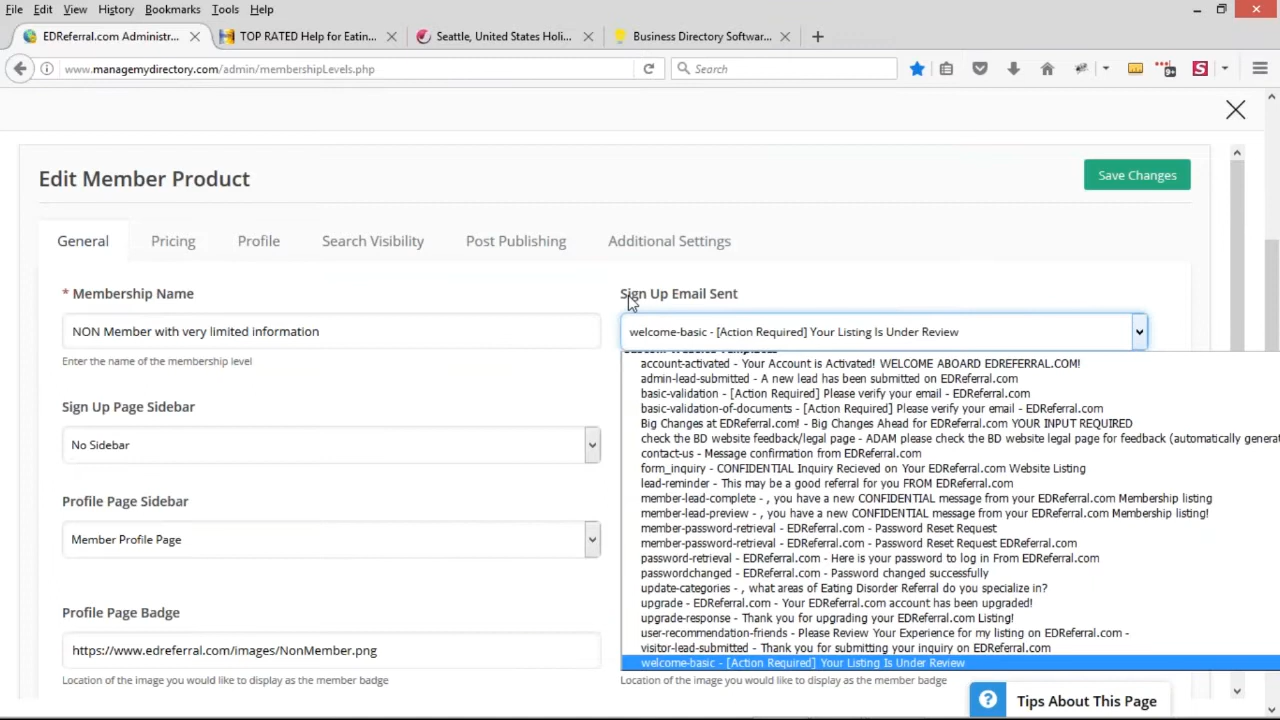 File Edit View History Bookmarks Tools Help
EDReferral.com Administr... TOP RATED Help for Eatin... Seattle, United States Holi... Business Directory Softwar...
www.managemydirectory.com/admin/membershipLevels.php Search
Edit Member Product
Save Changes
General Pricing Profile Search Visibility Post Publishing Additional Settings
* Membership Name
NON Member with very limited information
Enter the name of the membership level
Sign Up Page Sidebar
No Sidebar
Profile Page Sidebar
Member Profile Page
Profile Page Badge
https://www.edreferral.com/images/NonMember.png
Location of the image you would like to display as the member badge
Sign Up Email Sent
welcome-basic - [Action Required] Your Listing Is Under Review
account-activated - Your Account is Activated! WELCOME ABOARD EDREFERRAL.COM!
admin-lead-submitted - A new lead has been submitted on EDReferral.com
basic-validation - [Action Required] Please verify your email - EDReferral.com
basic-validation-of-documents - [Action Required] Please verify your email - EDReferral.com
Big Changes at EDReferral.com! - Big Changes Ahead for EDReferral.com YOUR INPUT REQUIRED
check the BD website feedback/legal page - ADAM please check the BD website legal page for feedback (automatically general
contact-us - Message confirmation from EDReferral.com
form_inquiry - CONFIDENTIAL Inquiry Recieved on Your EDReferral.com Website Listing
lead-reminder - This may be a good referral for you FROM EDReferral.com
member-lead-complete - , you have a new CONFIDENTIAL message from your EDReferral.com Membership listing
member-lead-preview - , you have a new CONFIDENTIAL message from your EDReferral.com Membership listing!
member-password-retrieval - EDReferral.com - Password Reset Request
member-password-retrieval - EDReferral.com - Password Reset Request EDReferral.com
password-retrieval - EDReferral.com - Here is your password to log in From EDReferral.com
passwordchanged - EDReferral.com - Password changed successfully
update-categories - , what areas of Eating Disorder Referral do you specialize in?
upgrade - EDReferral.com - Your EDReferral.com account has been upgraded!
upgrade-response - Thank you for upgrading your EDReferral.com Listing!
user-recommendation-friends - Please Review Your Experience for my listing on EDReferral.com -
visitor-lead-submitted - Thank you for submitting your inquiry on EDReferral.com
welcome-basic - [Action Required] Your Listing Is Under Review
Location of the image you would like to display as the member badge
? Tips About This Page